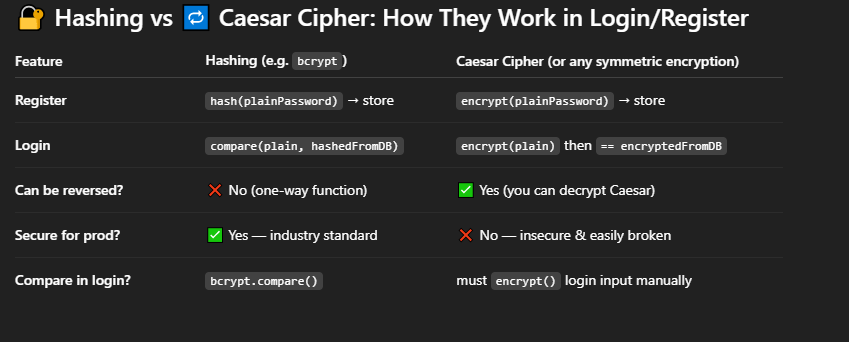 🔐 Hashing vs 🔁 Caesar Cipher: How They Work in Login/Register
Feature Hashing (e.g. bcrypt) Caesar Cipher (or any symmetric encryption)
Register hash(plainPassword) → store encrypt(plainPassword) → store
Login compare(plain, hashedFromDB) encrypt(plain) then == encryptedFromDB
Can be reversed? ❌ No (one-way function) ✅ Yes (you can decrypt Caesar)
Secure for prod? ✅ Yes — industry standard ❌ No — insecure & easily broken
Compare in login? bcrypt.compare() must encrypt() login input manually